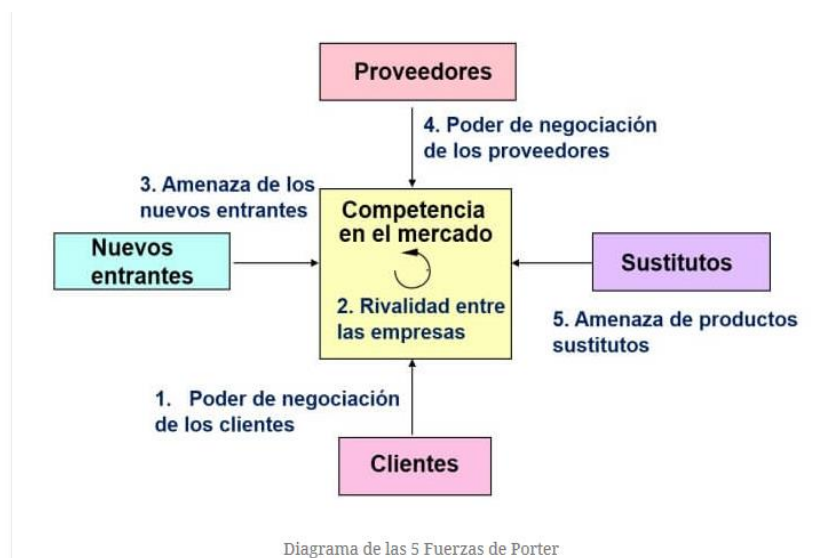 Proveedores
4. Poder de negociación
de los proveedores
3. Amenaza de los
nuevos entrantes
Competencia
en el mercado
Nuevos
entrantes
Sustitutos
2. Rivalidad entre
las empresas
5. Amenaza de productos
sustitutos
1. Poder de negociación
de los clientes
Clientes
Diagrama de las 5 Fuerzas de Porter